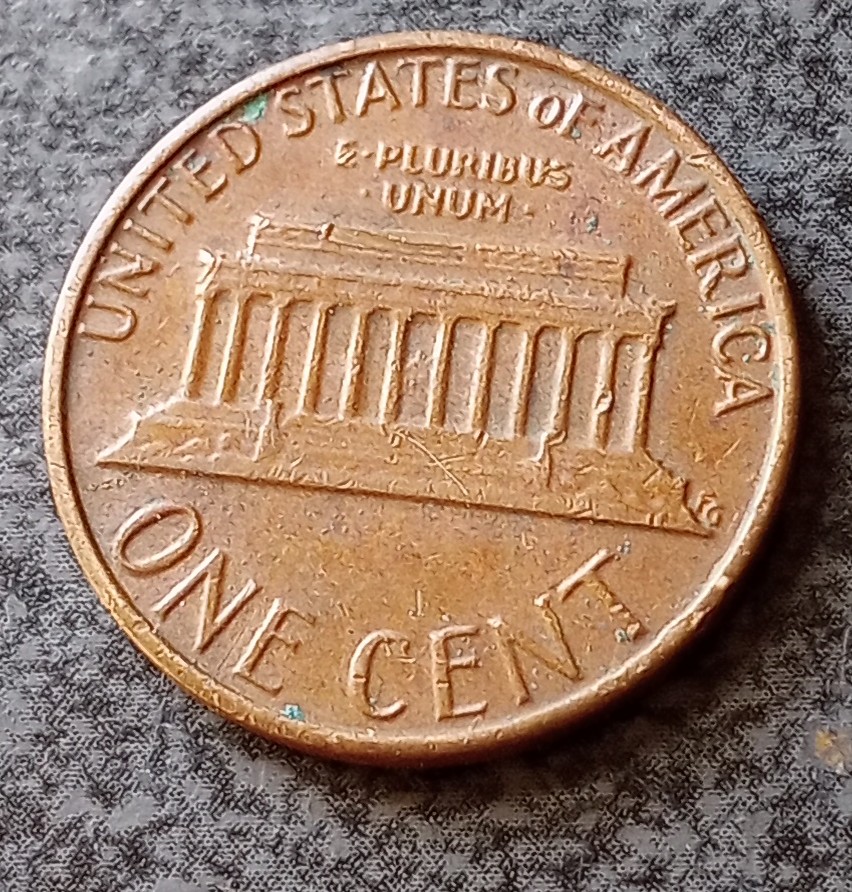 UNITED STATES of AMERICA
E·PLURIBUS
·UNUM·
ONE CENT